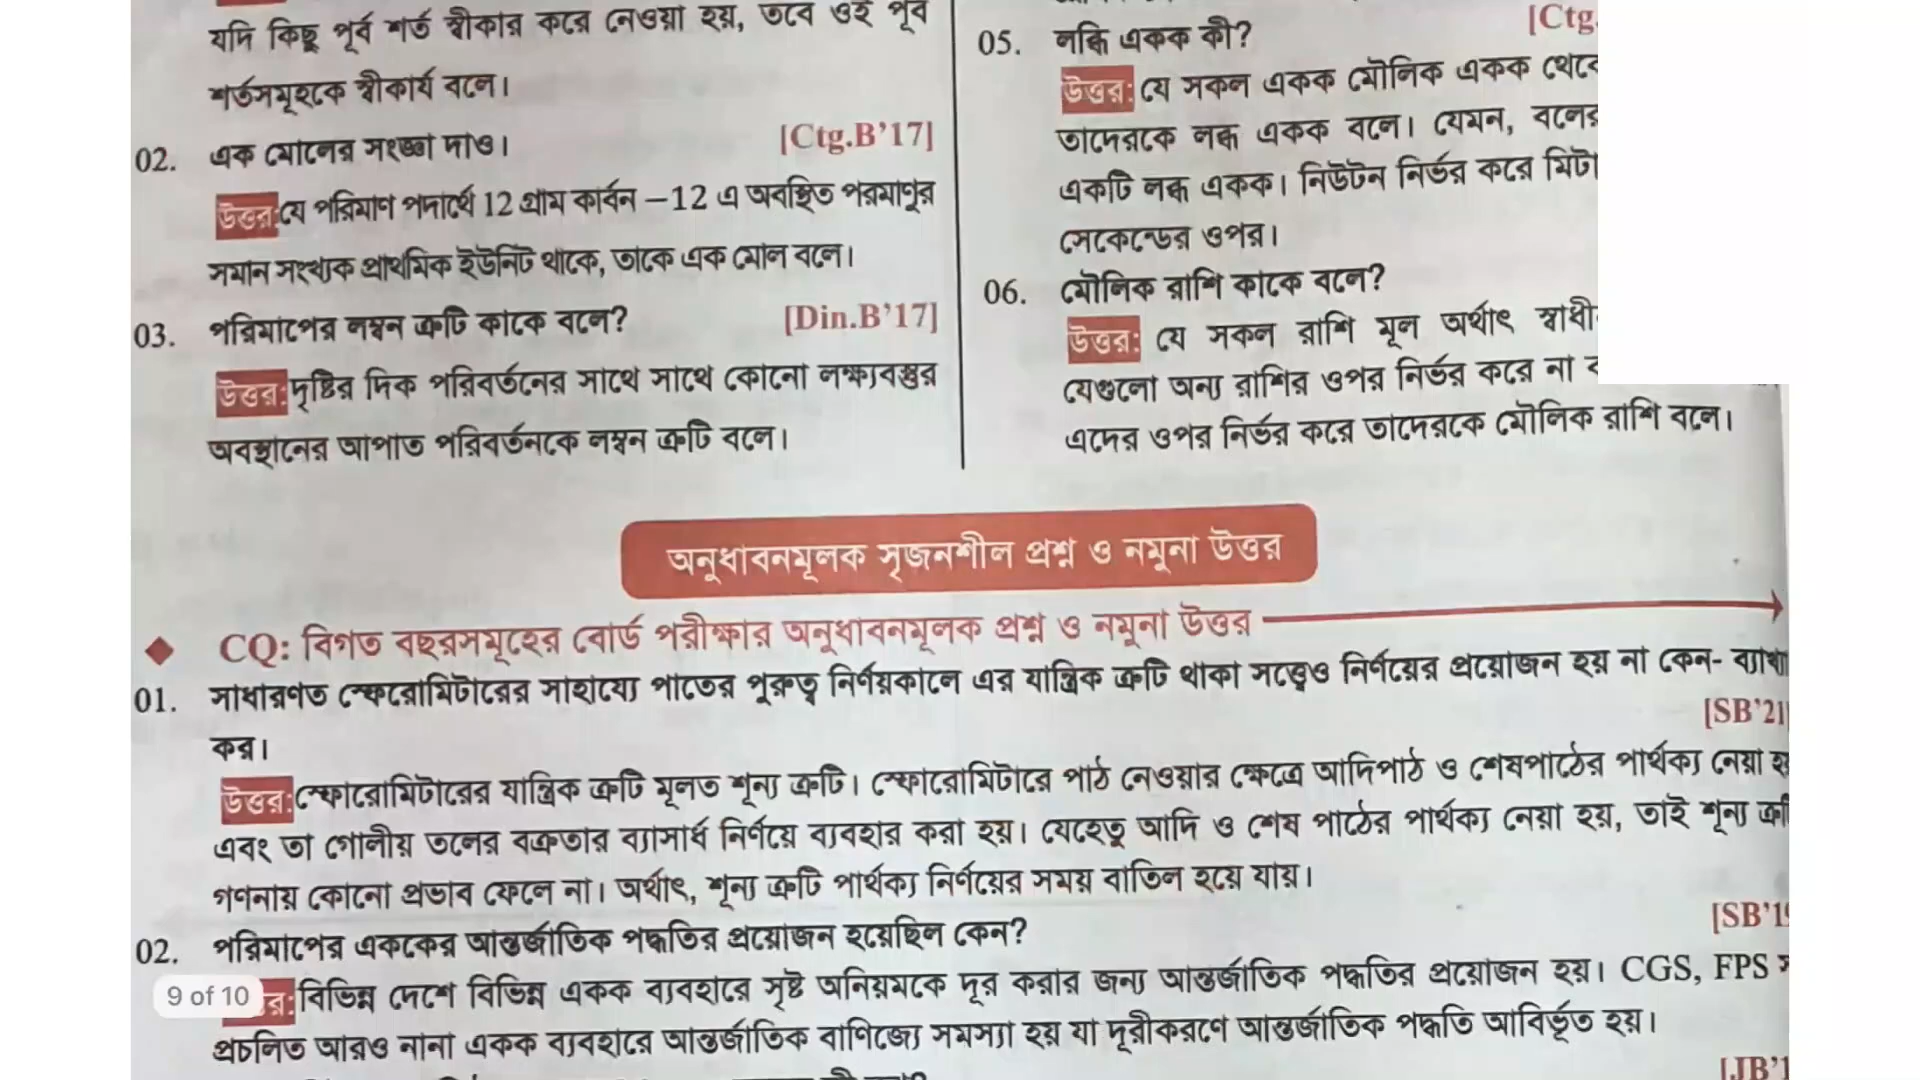 যদি কিছু পূর্ব শর্ত স্বীকার করে নেওয়া হয়, তবে ওই পূর্ব
শর্তসমূহকে স্বীকার্য বলে।
02. এক মোলের সংজ্ঞা দাও। [Ctg.B’17]
উত্তর: যে পরিমাণ পদার্থে 12 গ্রাম কার্বন –12 এ অবস্থিত পরমাণুর
সমান সংখ্যক প্রাথমিক ইউনিট থাকে, তাকে এক মোল বলে।
03. পরিমাপের লম্বন ত্রুটি কাকে বলে? [Din.B’17]
উত্তর: দৃষ্টির দিক পরিবর্তনের সাথে সাথে কোনো লক্ষ্যবস্তুর
অবস্থানের আপাত পরিবর্তনকে লম্বন ত্রুটি বলে।
05. লব্ধি একক কী? [Ctg.
উত্তর: যে সকল একক মৌলিক একক থেকে
তাদেরকে লব্ধ একক বলে। যেমন, বলের
একটি লব্ধ একক। নিউটন নির্ভর করে মিটা
সেকেন্ডের ওপর।
06. মৌলিক রাশি কাকে বলে?
উত্তর: যে সকল রাশি মূল অর্থাৎ স্বাধী
যেগুলো অন্য রাশির ওপর নির্ভর করে না
এদের ওপর নির্ভর করে তাদেরকে মৌলিক রাশি বলে।
অনুধাবনমূলক সৃজনশীল প্রশ্ন ও নমুনা উত্তর
CQ: বিগত বছরসমূহের বোর্ড পরীক্ষার অনুধাবনমূলক প্রশ্ন ও নমুনা উত্তর
01. সাধারণত স্ফেরোমিটারের সাহায্যে পাতের পুরুত্ব নির্ণয়কালে এর যান্ত্রিক ত্রুটি থাকা সত্ত্বেও নির্ণয়ের প্রয়োজন হয় না কেন- ব্যাখ্যা
কর। [SB’21]
উত্তর: স্ফেরোমিটারের যান্ত্রিক ত্রুটি মূলত শূন্য ত্রুটি। স্ফেরোমিটারে পাঠ নেওয়ার ক্ষেত্রে আদিপাঠ ও শেষপাঠের পার্থক্য নেয়া হয়
এবং তা গোলীয় তলের বক্রতার ব্যাসার্ধ নির্ণয়ে ব্যবহার করা হয়। যেহেতু আদি ও শেষ পাঠের পার্থক্য নেয়া হয়, তাই শূন্য ত্রুটি
গণনায় কোনো প্রভাব ফেলে না। অর্থাৎ, শূন্য ত্রুটি পার্থক্য নির্ণয়ের সময় বাতিল হয়ে যায়।
02. পরিমাপের এককের আন্তর্জাতিক পদ্ধতির প্রয়োজন হয়েছিল কেন? [SB’19
বিভিন্ন দেশে বিভিন্ন একক ব্যবহারে সৃষ্ট অনিয়মকে দূর করার জন্য আন্তর্জাতিক পদ্ধতির প্রয়োজন হয়। CGS, FPS
প্রচলিত আরও নানা একক ব্যবহারে আন্তর্জাতিক বাণিজ্যে সমস্যা হয় যা দূরীকরণে আন্তর্জাতিক পদ্ধতি আবির্ভূত হয়।
[JB’1
9 of 10